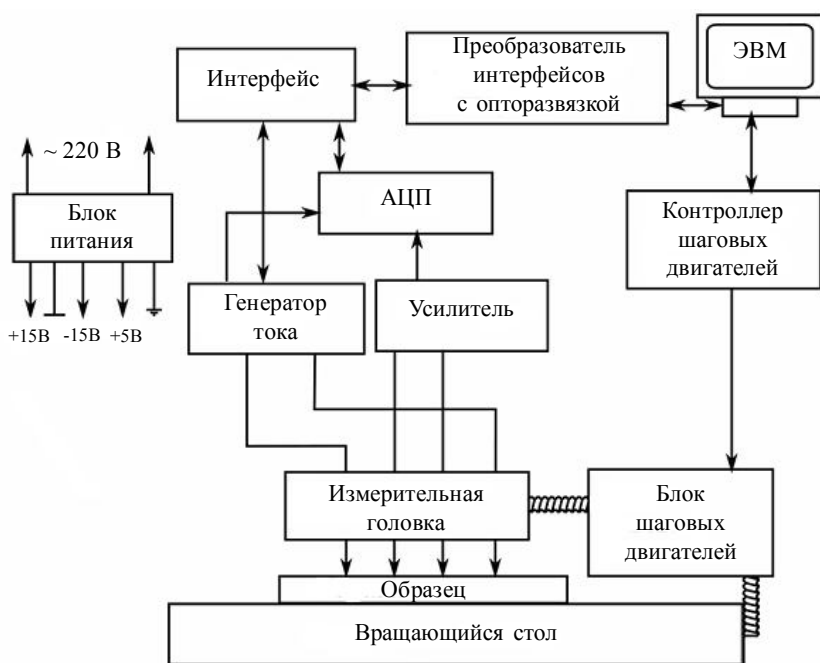 Интерфейс
Преобразователь
интерфейсов
с опторазвязкой
ЭВМ
~ 220 В
Блок
питания
+15В
-15В
+5В
АЦП
Контроллер
шаговых
двигателей
Генератор
тока
Усилитель
Измерительная
головка
Блок
шаговых
двигателей
Образец
Вращающийся стол